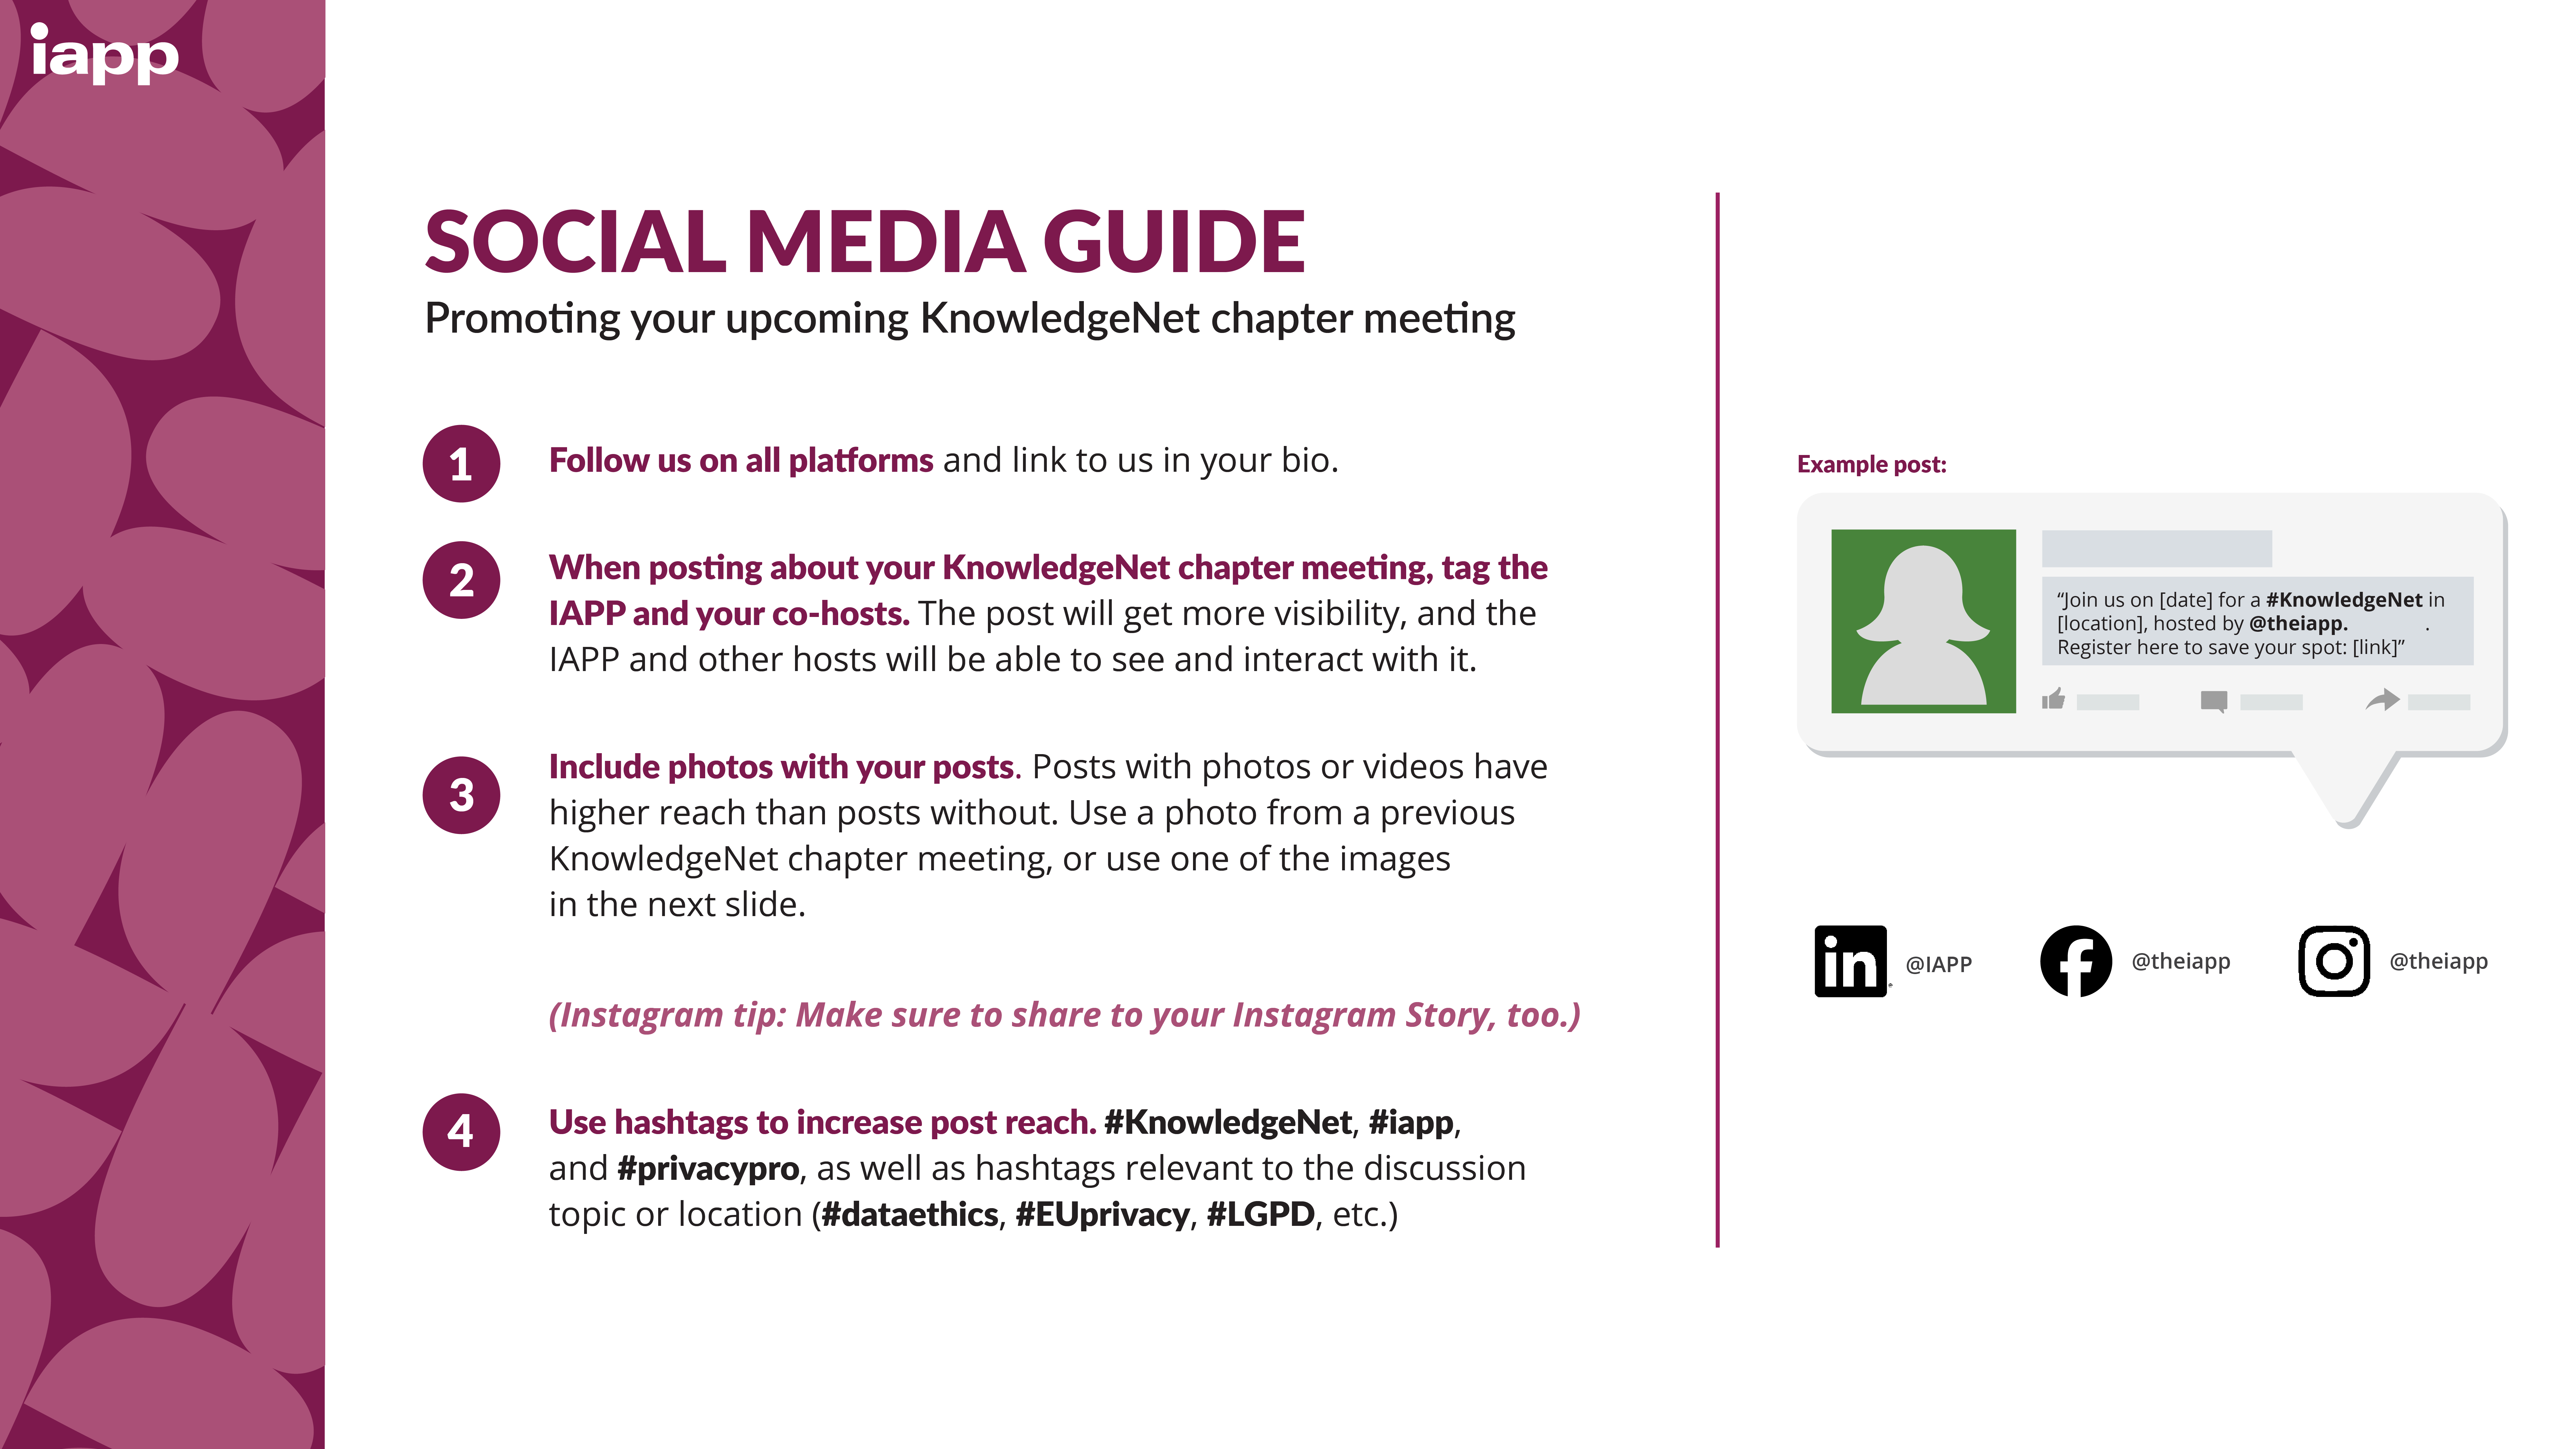 iapp
SOCIAL MEDIA GUIDE
Promoting your upcoming KnowledgeNet chapter meeting
1
Follow us on all platforms and link to us in your bio.
2
When posting about your KnowledgeNet chapter meeting, tag the
IAPP and your co-hosts. The post will get more visibility, and the
IAPP and other hosts will be able to see and interact with it.
3
Include photos with your posts. Posts with photos or videos have
higher reach than posts without. Use a photo from a previous
KnowledgeNet chapter meeting, or use one of the images
in the next slide.
(Instagram tip: Make sure to share to your Instagram Story, too.)
4
Use hashtags to increase post reach. #KnowledgeNet, #iapp,
and #privacypro, as well as hashtags relevant to the discussion
topic or location (#dataethics, #EUprivacy, #LGPD, etc.)
Example post:
“Join us on [date] for a #KnowledgeNet in
[location], hosted by @theiapp. .
Register here to save your spot: [link]”
in @IAPP
@theiapp
@theiapp